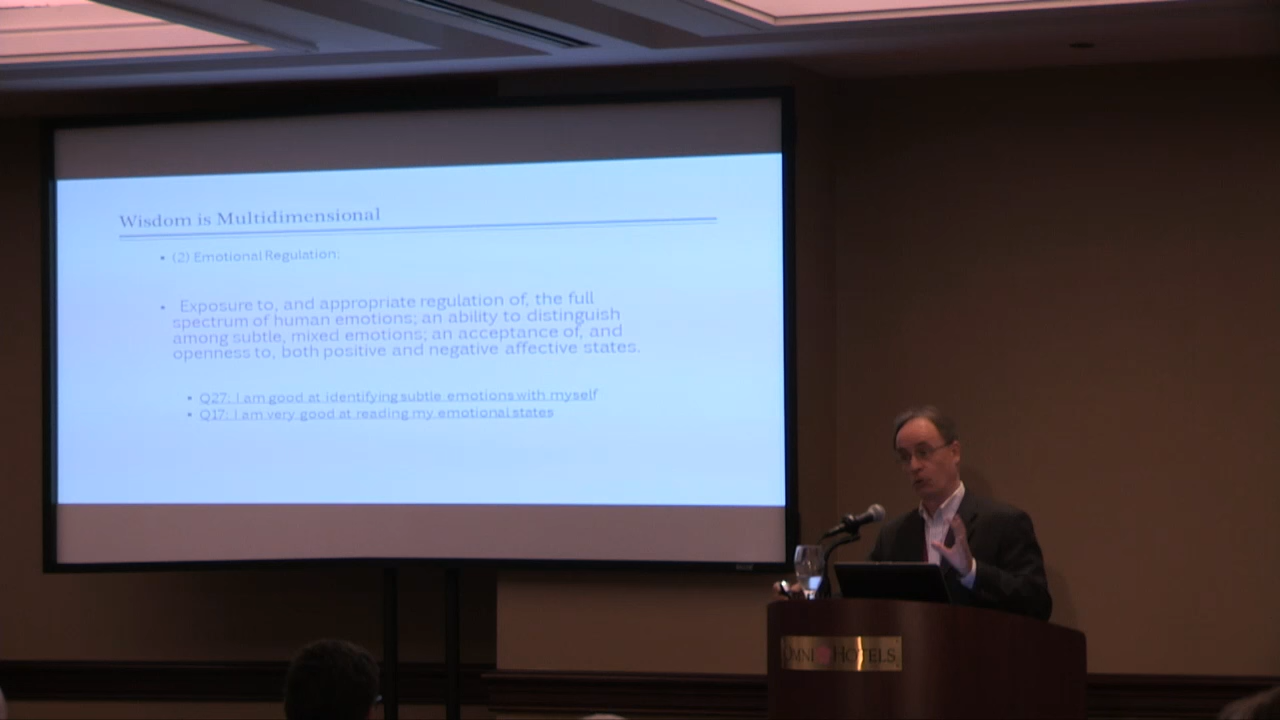 Wisdom is Multidimensional
• (2) Emotional Regulation:
• Exposure to, and appropriate regulation of, the full
spectrum of human emotions; an ability to distinguish
among subtle, mixed emotions; an acceptance of, and
openness to, both positive and negative affective states.
• Q27: I am good at identifying subtle emotions with myself
• Q17: I am very good at reading my emotional states
OMNI HOTELS